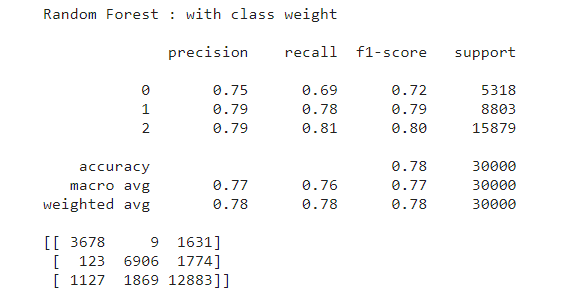 Random Forest : with class weight
precision recall f1-score support
0 0.75 0.69 0.72 5318
1 0.79 0.78 0.79 8803
2 0.79 0.81 0.80 15879
accuracy 0.78 30000
macro avg 0.77 0.76 0.77 30000
weighted avg 0.78 0.78 0.78 30000
[[ 3678 9 1631]
[ 123 6906 1774]
[ 1127 1869 12883]]